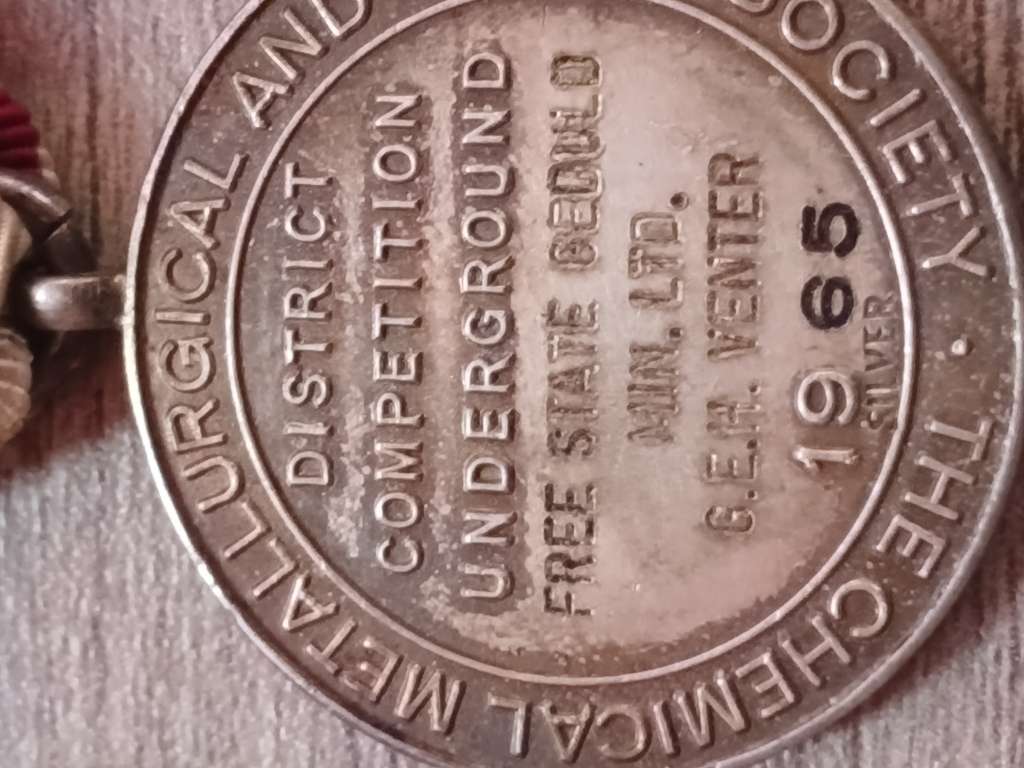 THE CHEMICAL METALLURGICAL AND
SOCIETY ·
DISTRICT
COMPETITION
UNDERGROUND
FREE STATE GEDULD
MIN. LTD.
G.E.H. VENTER
1965
SILVER